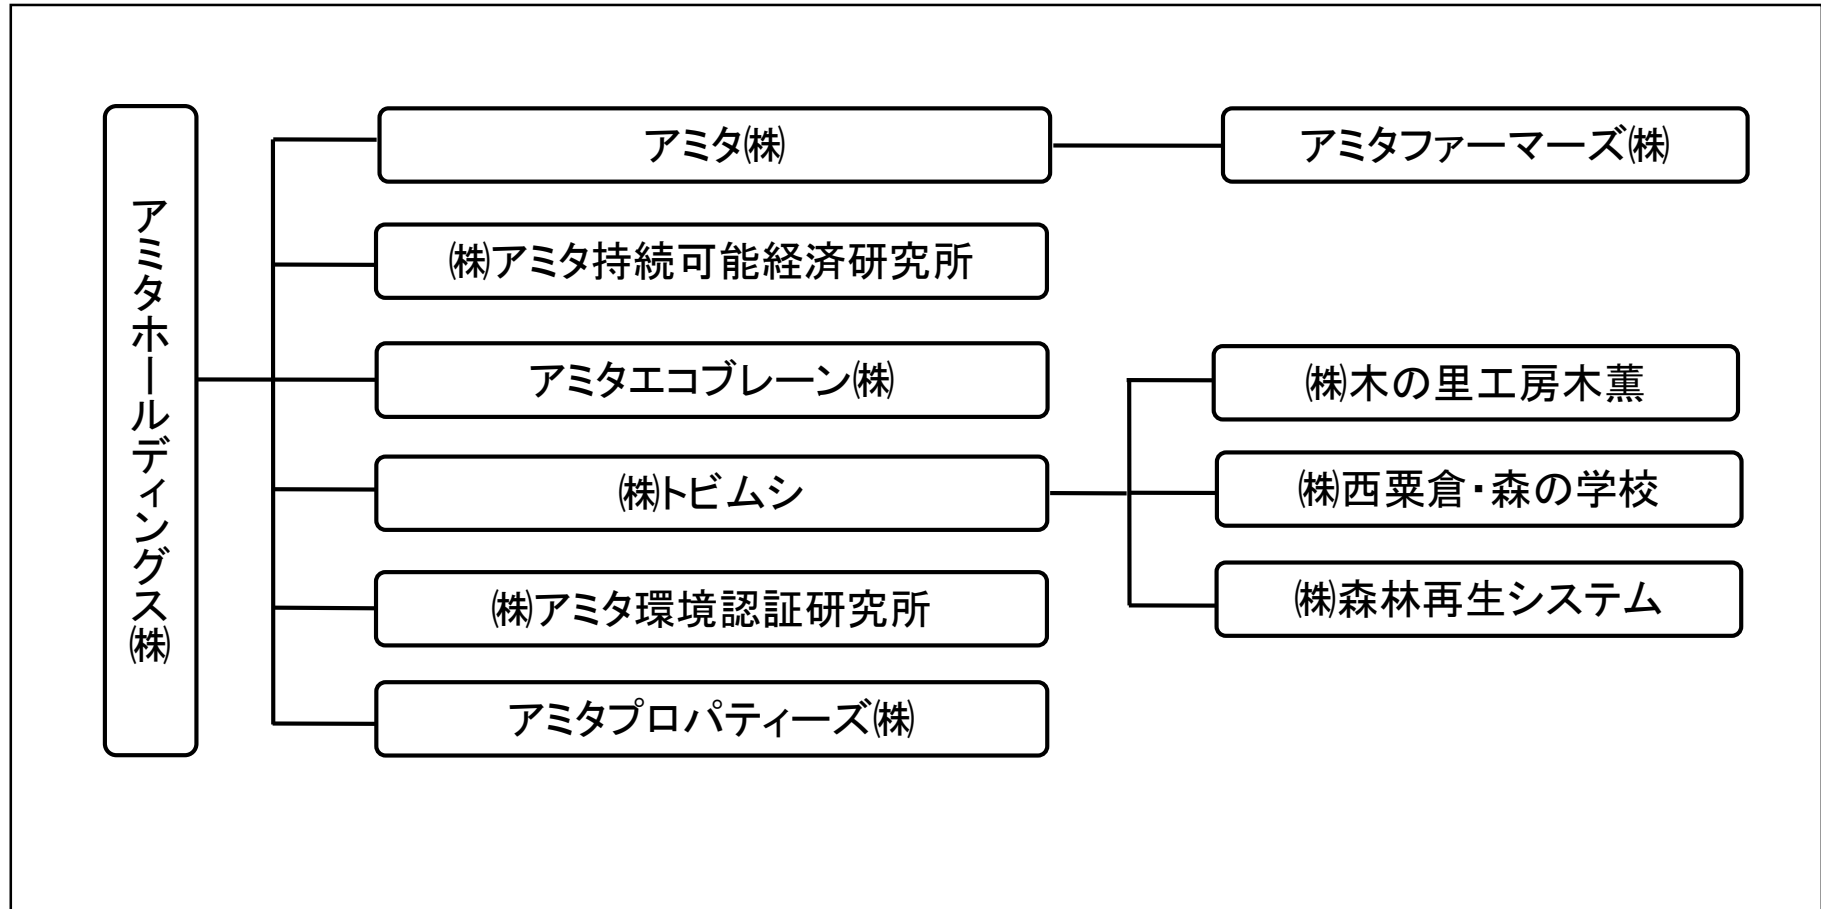 アミタホールディングス㈱
アミタ㈱
アミタファーマーズ㈱
㈱アミタ持続可能経済研究所
アミタエコブレーン㈱
㈱トビムシ
㈱木の里工房木薫
㈱西粟倉・森の学校
㈱森林再生システム
㈱アミタ環境認証研究所
アミタプロパティーズ㈱